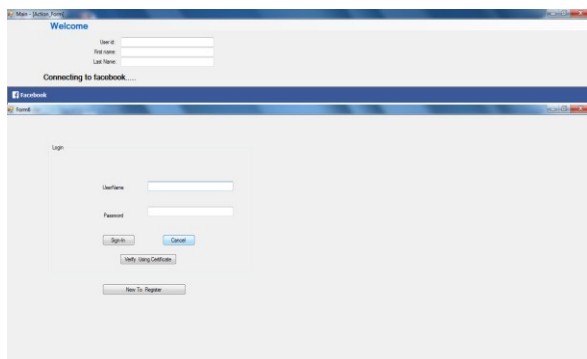 Main - [Action_Form]
Welcome
User id:
First name:
Last Name:
Connecting to facebook.....
Facebook
Form6
Login
UserName
Password
Sign-In Cancel
Verify Using Certificate
New To Register